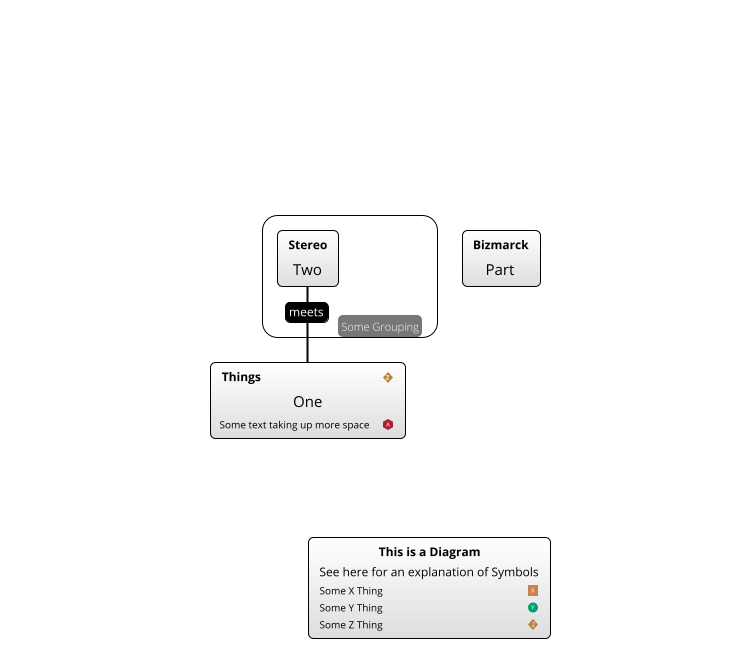 Stereo
Two
Bizmarck
Part
meets
Some Grouping
Things
Z
One
Some text taking up more space
A
This is a Diagram
See here for an explanation of Symbols
Some X Thing X
Some Y Thing Y
Some Z Thing Z